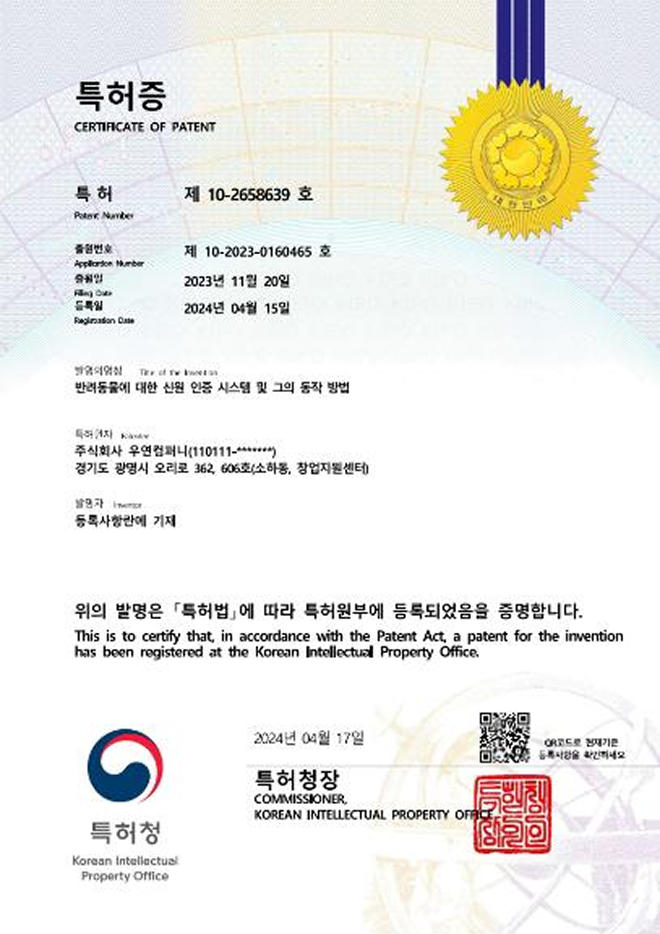 특허증
CERTIFICATE OF PATENT
특 허 제 10-2658639 호
Patent Number
출원번호 제 10-2023-0160465 호
Application Number
출원일 2023년 11월 20일
Filing Date
등록일 2024년 04월 15일
Registration Date
발명의명칭 Title of the Invention
반려동물에 대한 신원 인증 시스템 및 그의 동작 방법
특허권자 Patentee
주식회사 우연컴퍼니(110111-*******)
경기도 광명시 오리로 362, 606호(소하동, 창업지원센터)
발명자 Inventor
등록사항란에 기재
위의 발명은 「특허법」에 따라 특허원부에 등록되었음을 증명합니다.
This is to certify that, in accordance with the Patent Act, a patent for the invention
has been registered at the Korean Intellectual Property Office.
2024년 04월 17일
QR코드로 현재기준
등록사항을 확인하세요
특허청장
COMMISSIONER,
KOREAN INTELLECTUAL PROPERTY OFFICE
특허청장의인
특허청
Korean Intellectual
Property Office
대한민국